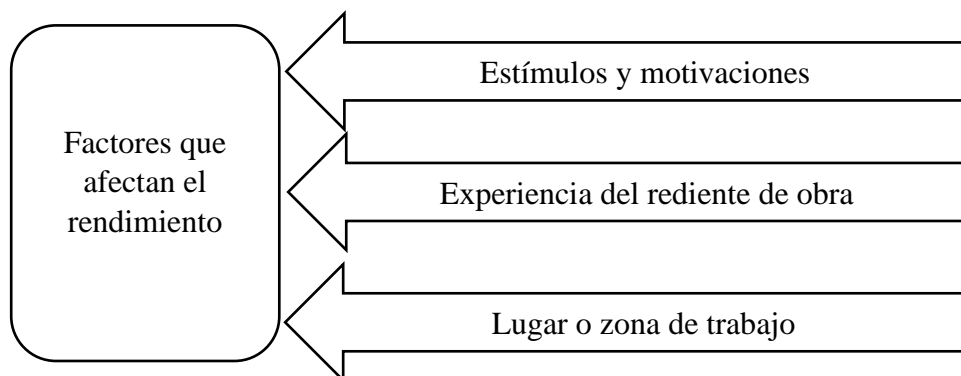 Factores que
afectan el
rendimiento
Estímulos y motivaciones
Experiencia del rediente de obra
Lugar o zona de trabajo